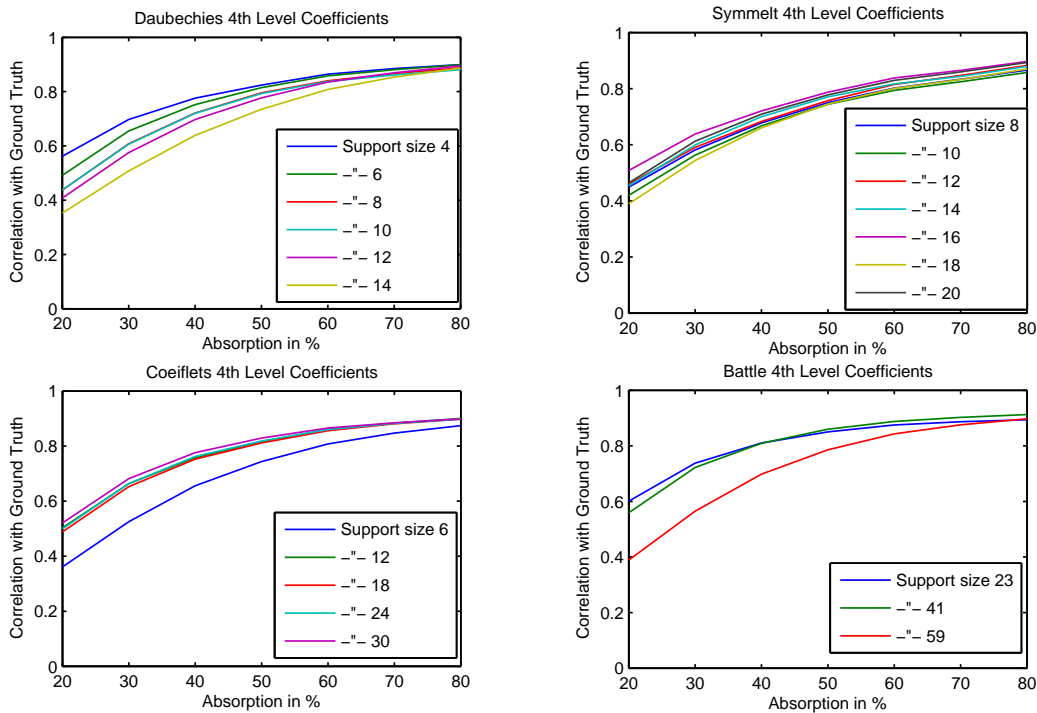 Daubechies 4th Level Coefficients
Correlation with Ground Truth
1
0.8
0.6
0.4
0.2
0
20 30 40 50 60 70 80
Absorption in %
Support size 4
–"– 6
–"– 8
–"– 10
–"– 12
–"– 14
Symmelt 4th Level Coefficients
Correlation with Ground Truth
1
0.8
0.6
0.4
0.2
0
20 30 40 50 60 70 80
Absorption in %
Support size 8
–"– 10
–"– 12
–"– 14
–"– 16
–"– 18
–"– 20
Coeiflets 4th Level Coefficients
Correlation with Ground Truth
1
0.8
0.6
0.4
0.2
0
20 30 40 50 60 70 80
Absorption in %
Support size 6
–"– 12
–"– 18
–"– 24
–"– 30
Battle 4th Level Coefficients
Correlation with Ground Truth
1
0.8
0.6
0.4
0.2
0
20 30 40 50 60 70 80
Absorption in %
Support size 23
–"– 41
–"– 59